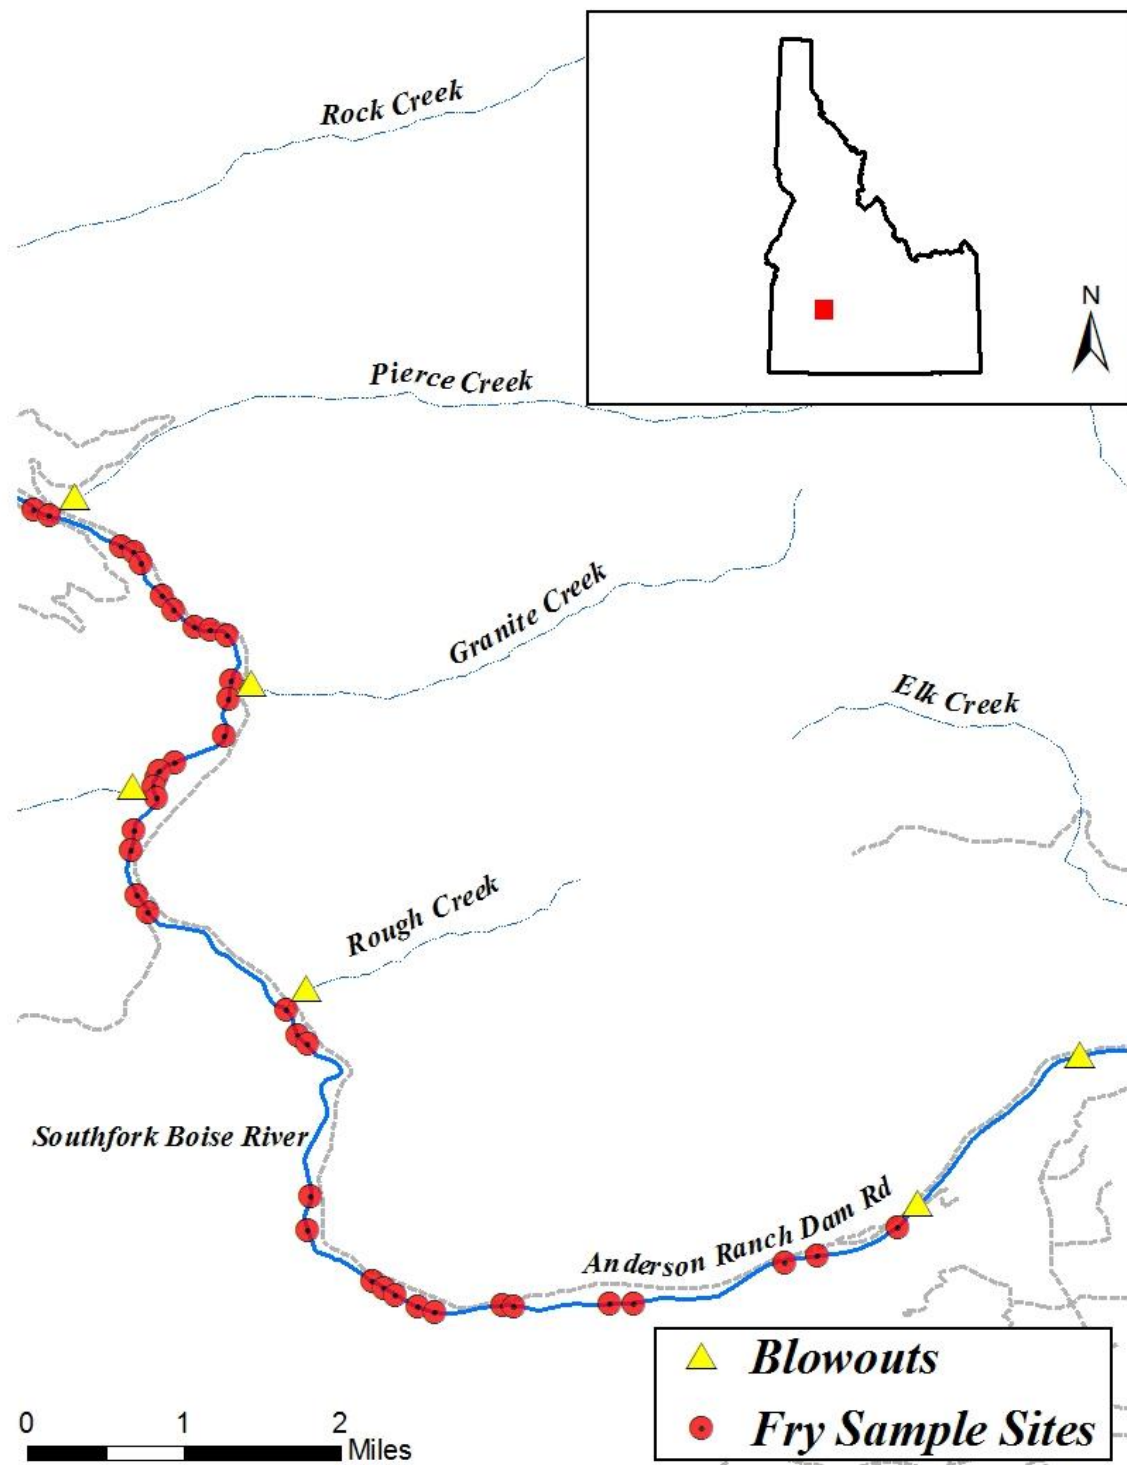 Rock Creek
N
Pierce Creek
Granite Creek
Elk Creek
Rough Creek
Southfork Boise River
Anderson Ranch Dam Rd
Blowouts
Fry Sample Sites
0 1 2
Miles